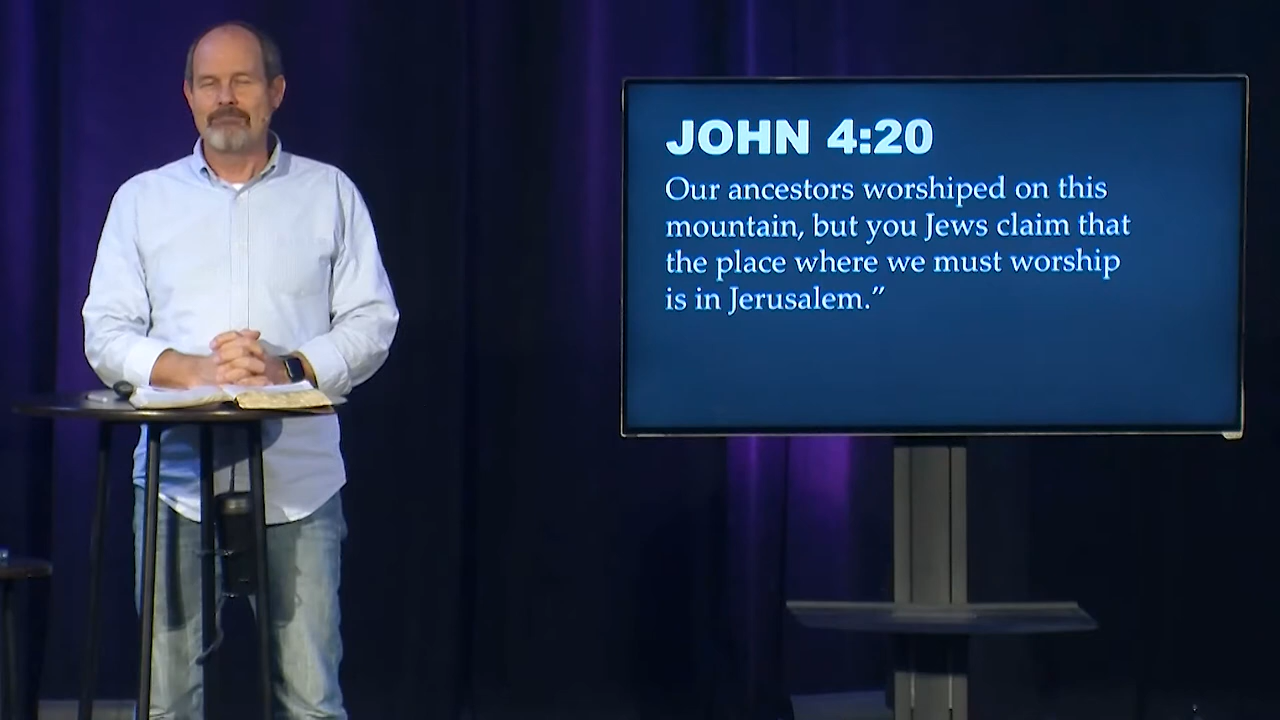 JOHN 4:20
Our ancestors worshiped on this
mountain, but you Jews claim that
the place where we must worship
is in Jerusalem.”